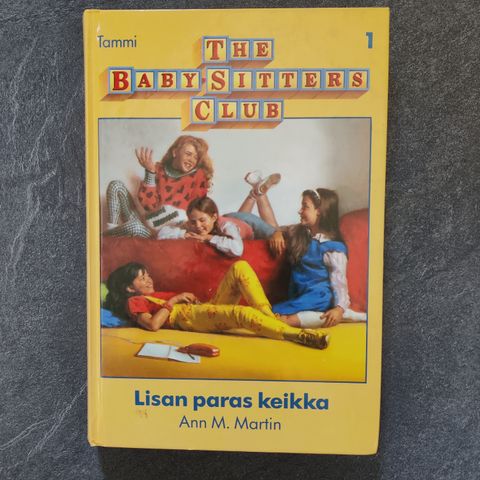 Tammi
1
THE
BABY-SITTERS
CLUB
Lisan paras keikka
Ann M. Martin